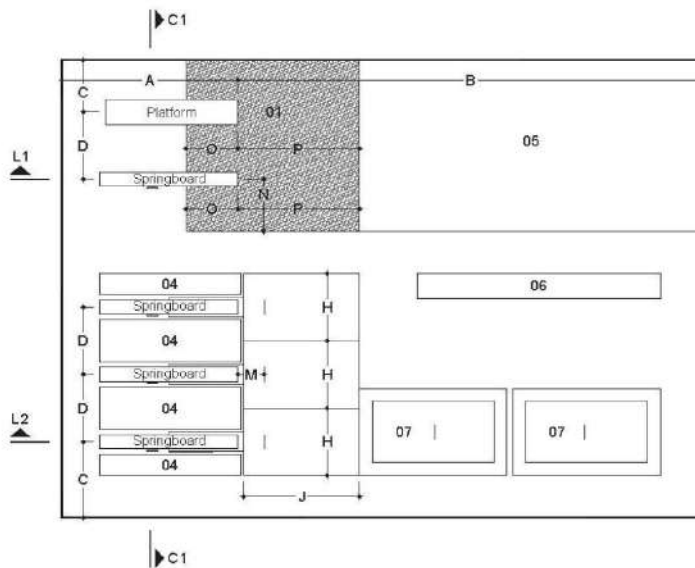 C1
A
B
C
Platform
01
D
O
P
05
L1
Springboard
N
O
P
04
06
Springboard
H
D
04
Springboard
M
H
D
04
07
07
L2
Springboard
H
04
C
J
C1